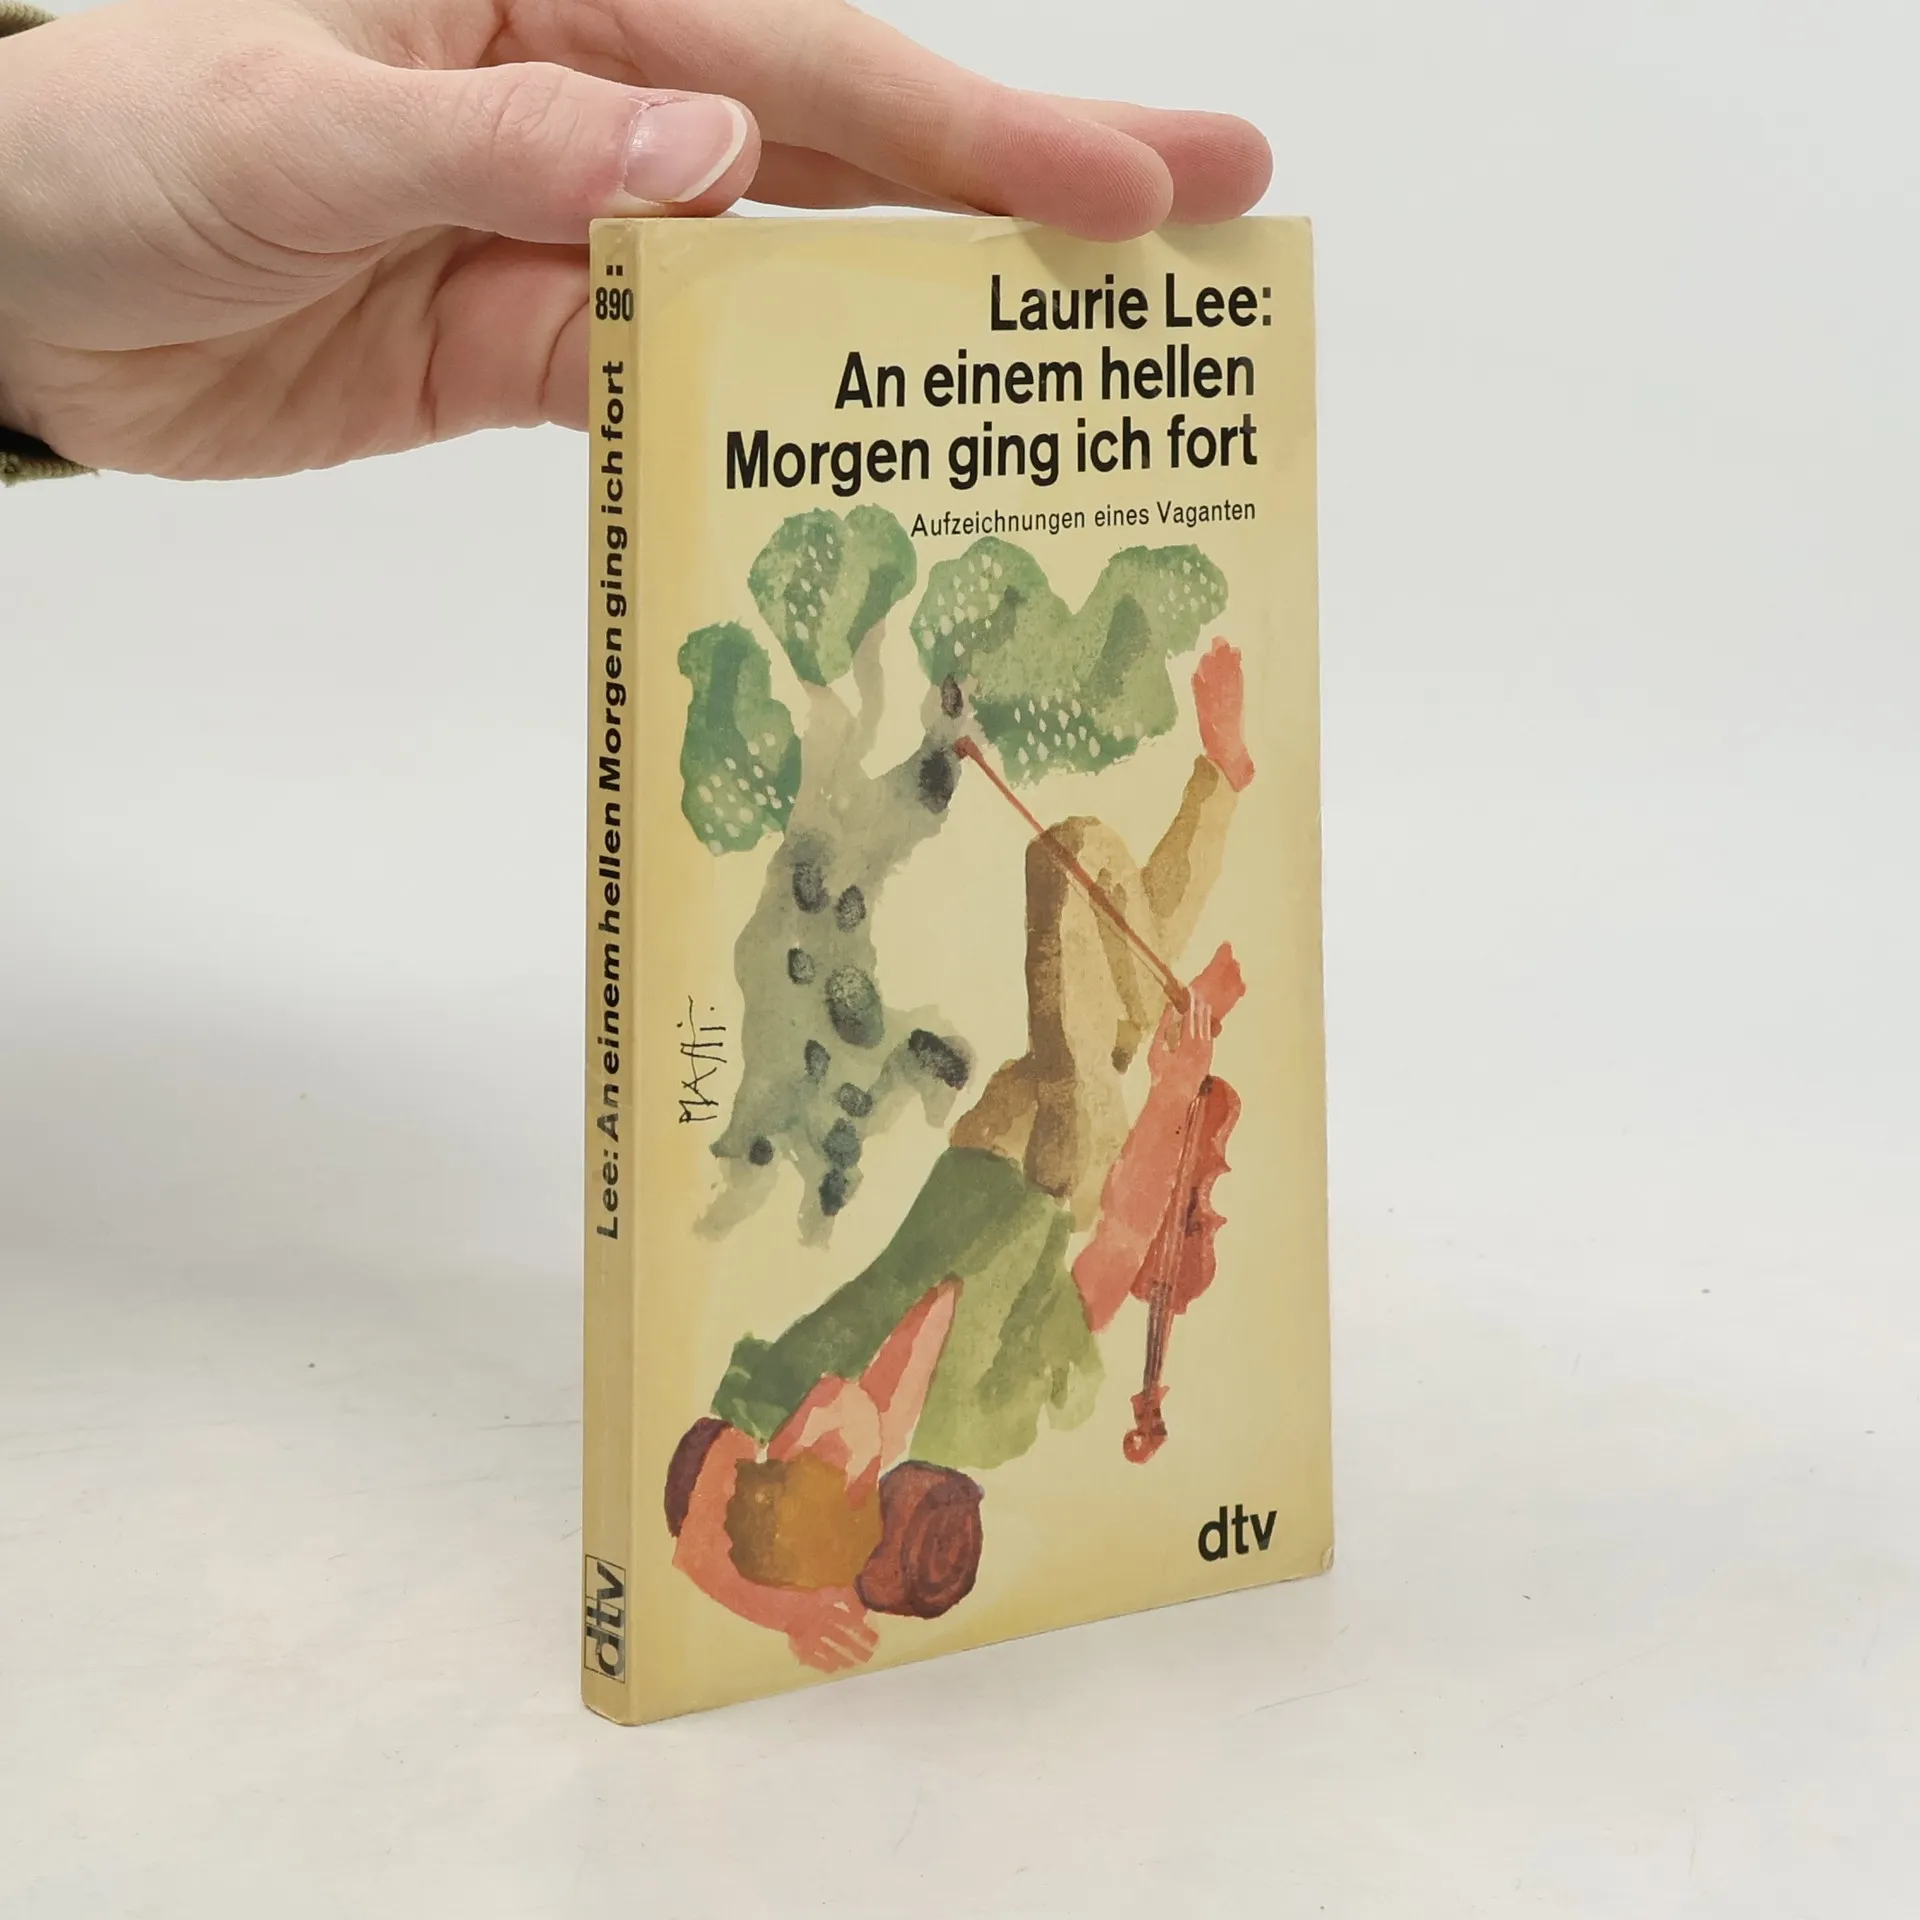 Laurie Lee:
An einem hellen
Morgen ging ich fort
Aufzeichnungen eines Vaganten
dtv
890
Lee: An einem hellen Morgen ging ich fort
dtv